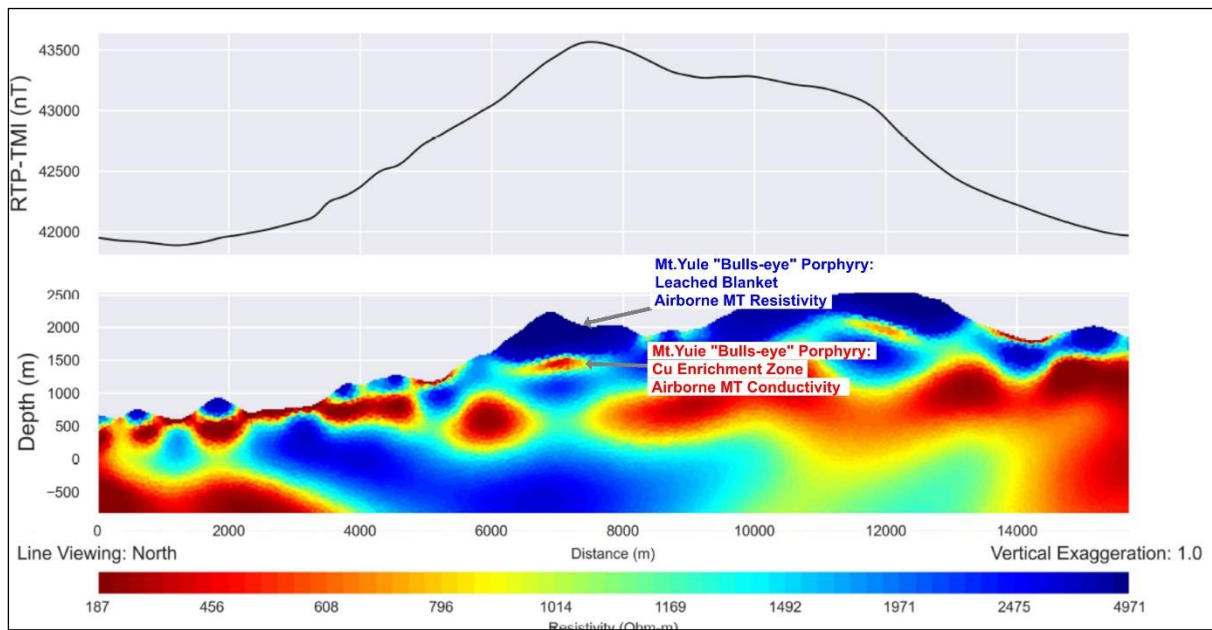 43500
43000
42500
42000
RTP-TMI (nT)
Mt.Yule "Bulls-eye" Porphyry:
Leached Blanket
Airborne MT Resistivity
Mt.Yuie "Bulls-eye" Porphyry:
Cu Enrichment Zone
Airborne MT Conductivity
2500
2000
1500
1000
500
0
−500
Depth (m)
0 2000 4000 6000 8000 10000 12000 14000
Line Viewing: North Distance (m) Vertical Exaggeration: 1.0
187 456 608 796 1014 1169 1492 1971 2475 4971
Resistivity (Ohm-m)